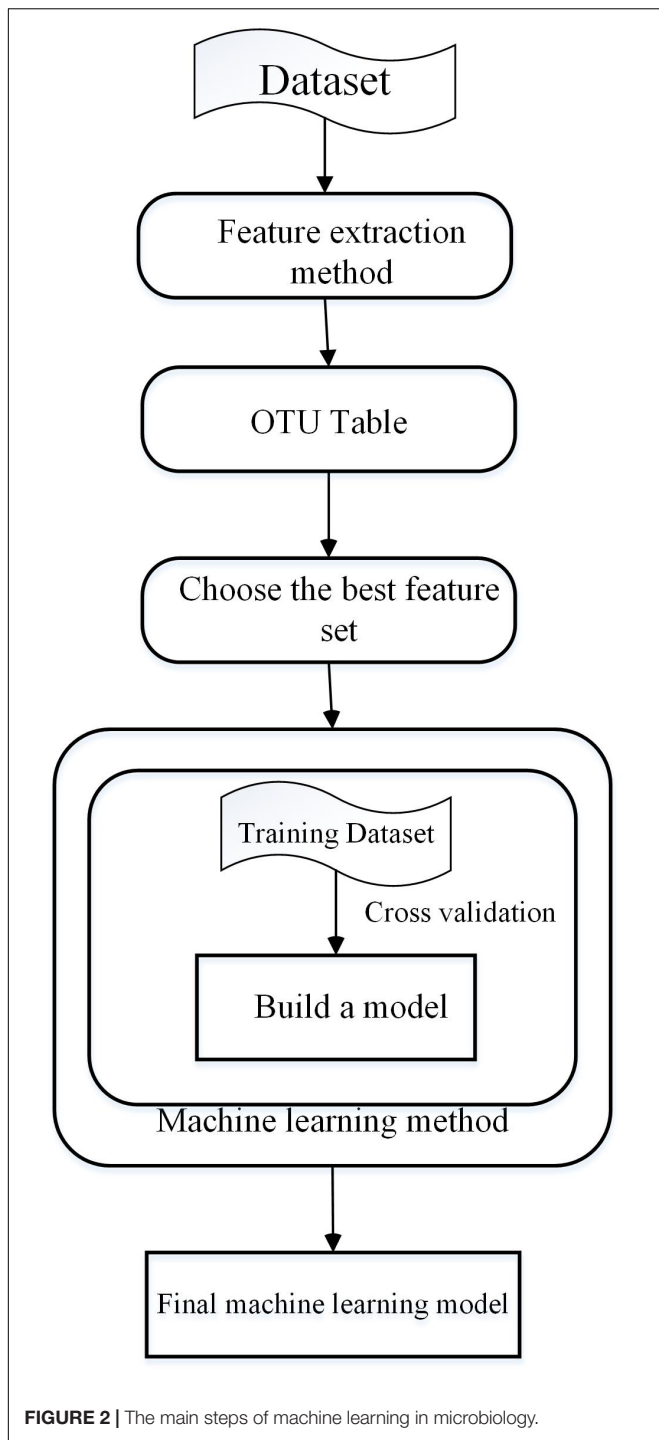 Dataset
Feature extraction
method
OTU Table
Choose the best feature
set
Training Dataset
Cross validation
Build a model
Machine learning method
Final machine learning model
FIGURE 2 | The main steps of machine learning in microbiology.